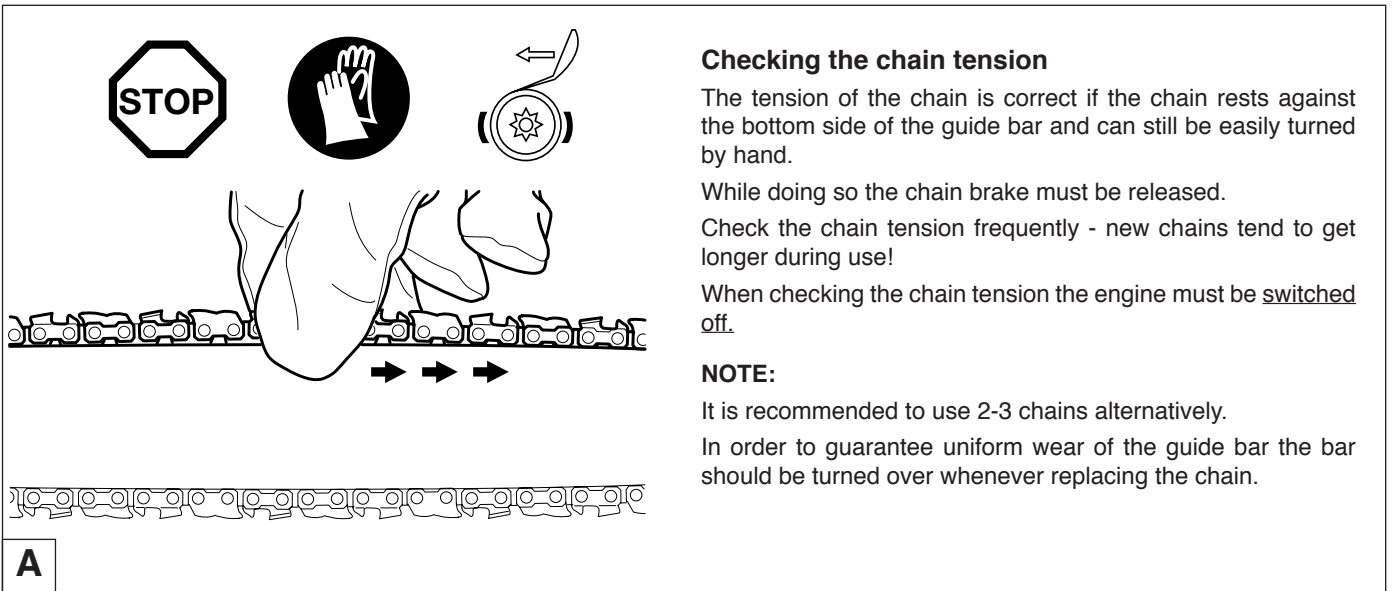 STOP
Checking the chain tension
The tension of the chain is correct if the chain rests against
the bottom side of the guide bar and can still be easily turned
by hand.
While doing so the chain brake must be released.
Check the chain tension frequently - new chains tend to get
longer during use!
When checking the chain tension the engine must be switched
off.
NOTE:
It is recommended to use 2-3 chains alternatively.
In order to guarantee uniform wear of the guide bar the bar
should be turned over whenever replacing the chain.
A